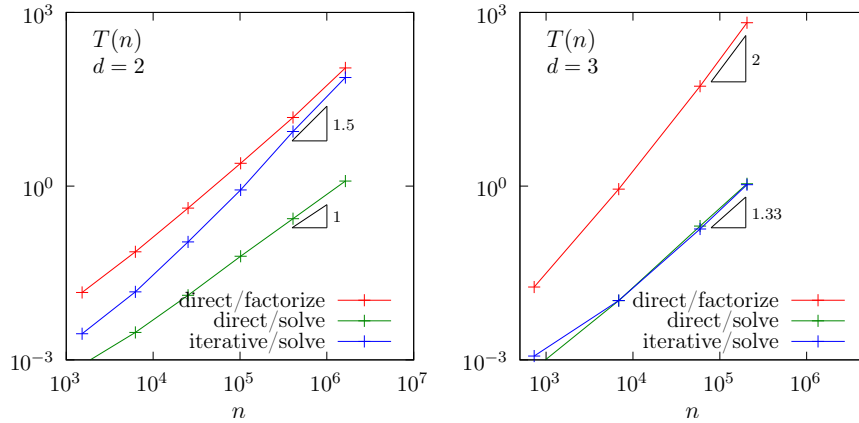 10^3
T(n)
d = 2
1.5
10^0
1
direct/factorize
direct/solve
iterative/solve
10^-3
10^3 10^4 10^5 10^6 10^7
n
10^3
T(n)
d = 3
2
10^0
1.33
direct/factorize
direct/solve
iterative/solve
10^-3
10^3 10^4 10^5 10^6
n